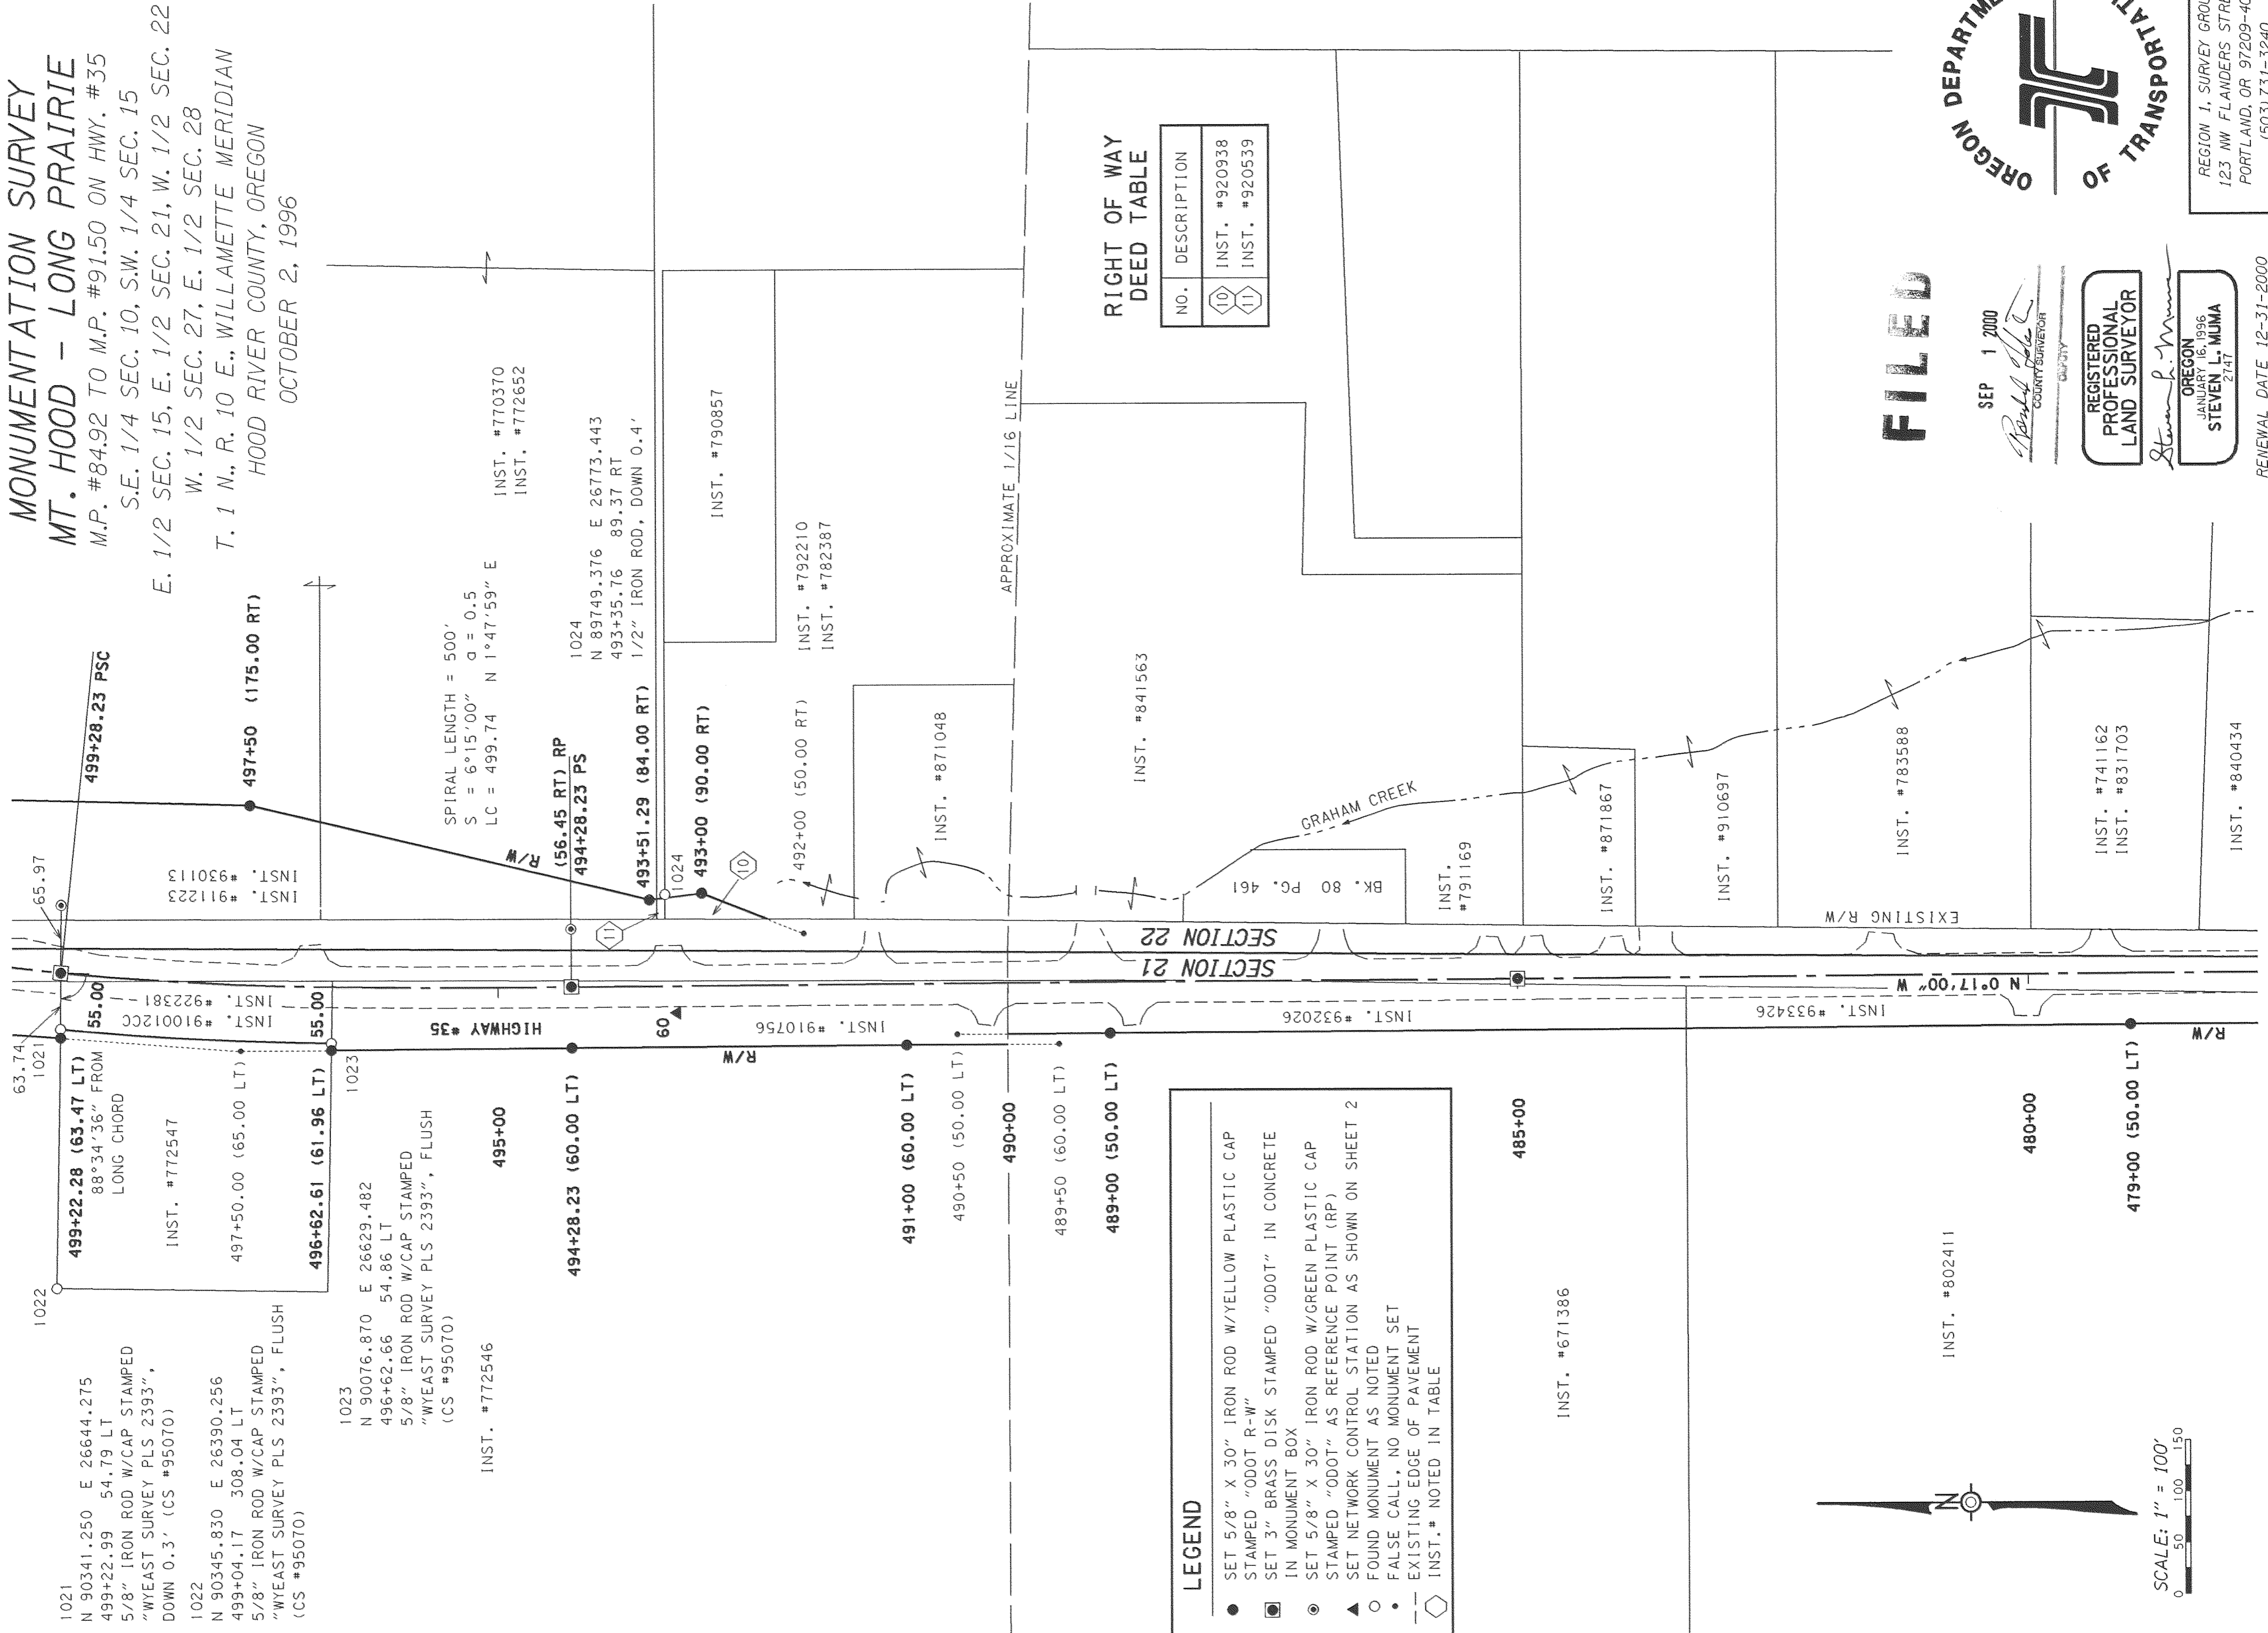 MONUMENTATION SURVEY
MT. HOOD - LONG PRAIRIE
M.P. #84.92 TO M.P. #91.50 ON HWY. #35
S.E. 1/4 SEC. 10, S.W. 1/4 SEC. 15
E. 1/2 SEC. 15, E. 1/2 SEC. 21, W. 1/2 SEC. 22
W. 1/2 SEC. 27, E. 1/2 SEC. 28
T. 1 N., R. 10 E., WILLAMETTE MERIDIAN
HOOD RIVER COUNTY, OREGON
OCTOBER 2, 1996
1021
N 90341.250 E 26644.275
499+22.99 54.79 LT
5/8" IRON ROD W/CAP STAMPED
"WYEAST SURVEY PLS 2393",
DOWN 0.3' (CS #95070)
1022
N 90345.830 E 26390.256
499+04.17 308.04 LT
5/8" IRON ROD W/CAP STAMPED
"WYEAST SURVEY PLS 2393", FLUSH
(CS #95070)
1022
63.74
1021
499+22.28 (63.47 LT)
88°34'36" FROM
LONG CHORD
INST. #772547
497+50.00 (65.00 LT)
496+62.61 (61.96 LT)
1023
1023
N 90076.870 E 26629.482
496+62.66 54.86 LT
5/8" IRON ROD W/CAP STAMPED
"WYEAST SURVEY PLS 2393", FLUSH
(CS #95070)
INST. #772546
495+00
494+28.23 (60.00 LT)
491+00 (60.00 LT)
490+50 (50.00 LT)
490+00
489+50 (60.00 LT)
489+00 (50.00 LT)
485+00
480+00
479+00 (50.00 LT)
INST. #671386
INST. #802411
55.00
55.00
INST. #922381
INST. #910012CC
HIGHWAY #35
60
INST. #910756
R/W
INST. #932026
INST. #933426
R/W
N 0°17'00" W
SECTION 21
SECTION 22
EXISTING R/W
65.97
499+28.23 PSC
497+50 (175.00 RT)
INST. #930113
INST. #911223
R/W
SPIRAL LENGTH = 500'
S = 6°15'00" a = 0.5
LC = 499.74 N 1°47'59" E
INST. #770370
INST. #772652
(56.45 RT) RP
494+28.23 PS
1024
N 89749.376 E 26773.443
493+35.76 89.37 RT
1/2" IRON ROD, DOWN 0.4'
493+51.29 (84.00 RT)
1024
493+00 (90.00 RT)
10
11
INST. #790857
492+00 (50.00 RT)
INST. #792210
INST. #782387
INST. #871048
APPROXIMATE 1/16 LINE
INST. #841563
GRAHAM CREEK
BK. 80 PG. 461
INST.
#791169
INST. #871867
INST. #910697
INST. #783588
INST. #741162
INST. #831703
INST. #840434
RIGHT OF WAY
DEED TABLE
NO. DESCRIPTION
10 INST. #920938
11 INST. #920539
LEGEND
SET 5/8" X 30" IRON ROD W/YELLOW PLASTIC CAP
STAMPED "ODOT R-W"
SET 3" BRASS DISK STAMPED "ODOT" IN CONCRETE
IN MONUMENT BOX
SET 5/8" X 30" IRON ROD W/GREEN PLASTIC CAP
STAMPED "ODOT" AS REFERENCE POINT (RP)
SET NETWORK CONTROL STATION AS SHOWN ON SHEET 2
FOUND MONUMENT AS NOTED
FALSE CALL, NO MONUMENT SET
EXISTING EDGE OF PAVEMENT
INST.# NOTED IN TABLE
N
SCALE: 1" = 100'
0 50 100 150
FILED
SEP 1 2000
COUNTY SURVEYOR
DEPUTY
REGISTERED
PROFESSIONAL
LAND SURVEYOR
Steven L. Muma
OREGON
JANUARY 16, 1996
STEVEN L. MUMA
2747
RENEWAL DATE 12-31-2000
OREGON
OF
REGION 1, SURVEY
123 NW FLANDERS
PORTLAND, OR
(503)731-3240